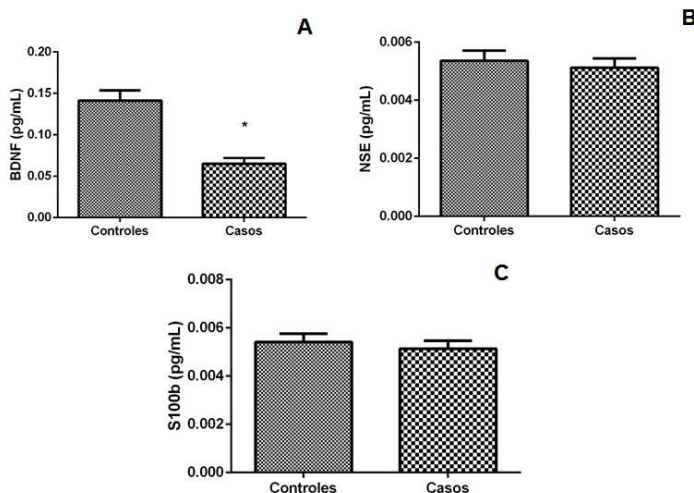 A
BDNF (pg/mL)
0.20
0.15
0.10
0.05
0.00
*
Controles Casos
B
NSE (pg/mL)
0.006
0.004
0.002
0.000
Controles Casos
C
S100b (pg/mL)
0.008
0.006
0.004
0.002
0.000
Controles Casos